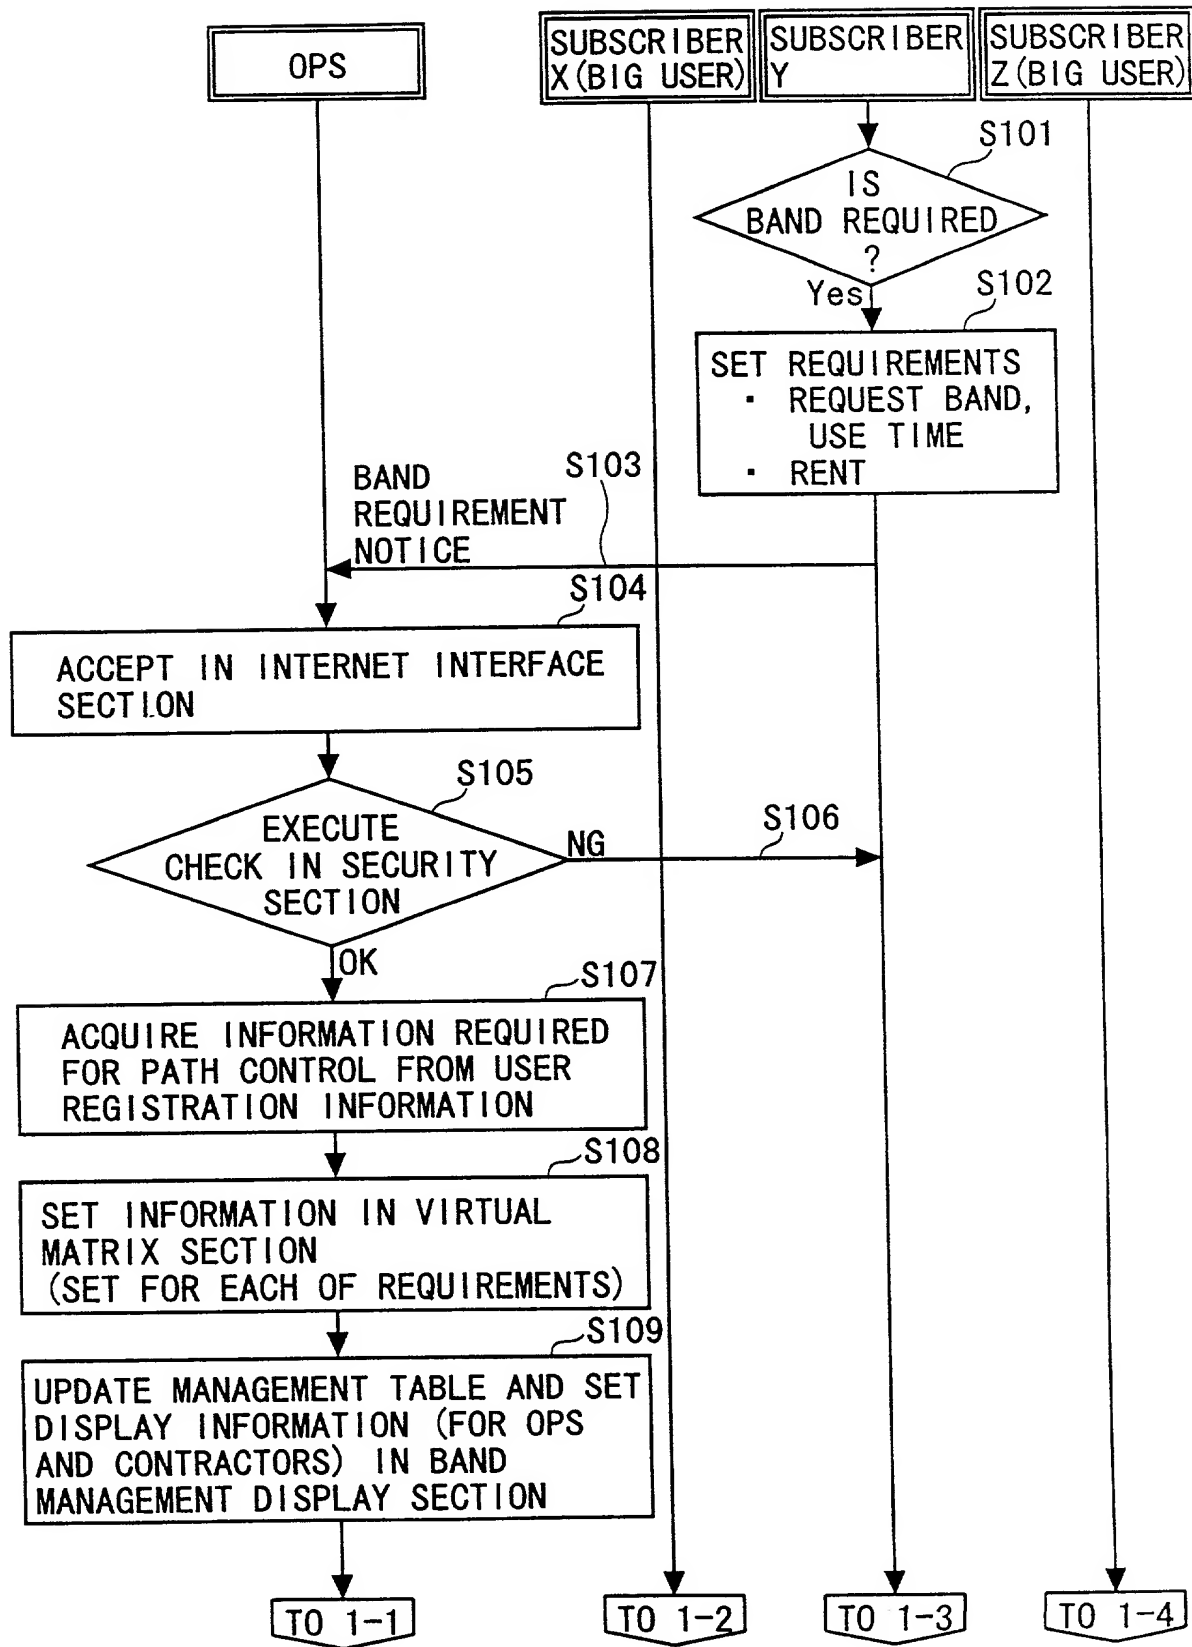 OPS
SUBSCRIBER
X(BIG USER)
SUBSCRIBER
Y
SUBSCRIBER
Z(BIG USER)
S101
IS
BAND REQUIRED
?
Yes
S102
SET REQUIREMENTS
・ REQUEST BAND,
USE TIME
・ RENT
S103
BAND
REQUIREMENT
NOTICE
S104
ACCEPT IN INTERNET INTERFACE
SECTION
S105
EXECUTE
CHECK IN SECURITY
SECTION
NG
S106
OK
S107
ACQUIRE INFORMATION REQUIRED
FOR PATH CONTROL FROM USER
REGISTRATION INFORMATION
S108
SET INFORMATION IN VIRTUAL
MATRIX SECTION
(SET FOR EACH OF REQUIREMENTS)
S109
UPDATE MANAGEMENT TABLE AND SET
DISPLAY INFORMATION (FOR OPS
AND CONTRACTORS) IN BAND
MANAGEMENT DISPLAY SECTION
TO 1-1
TO 1-2
TO 1-3
TO 1-4